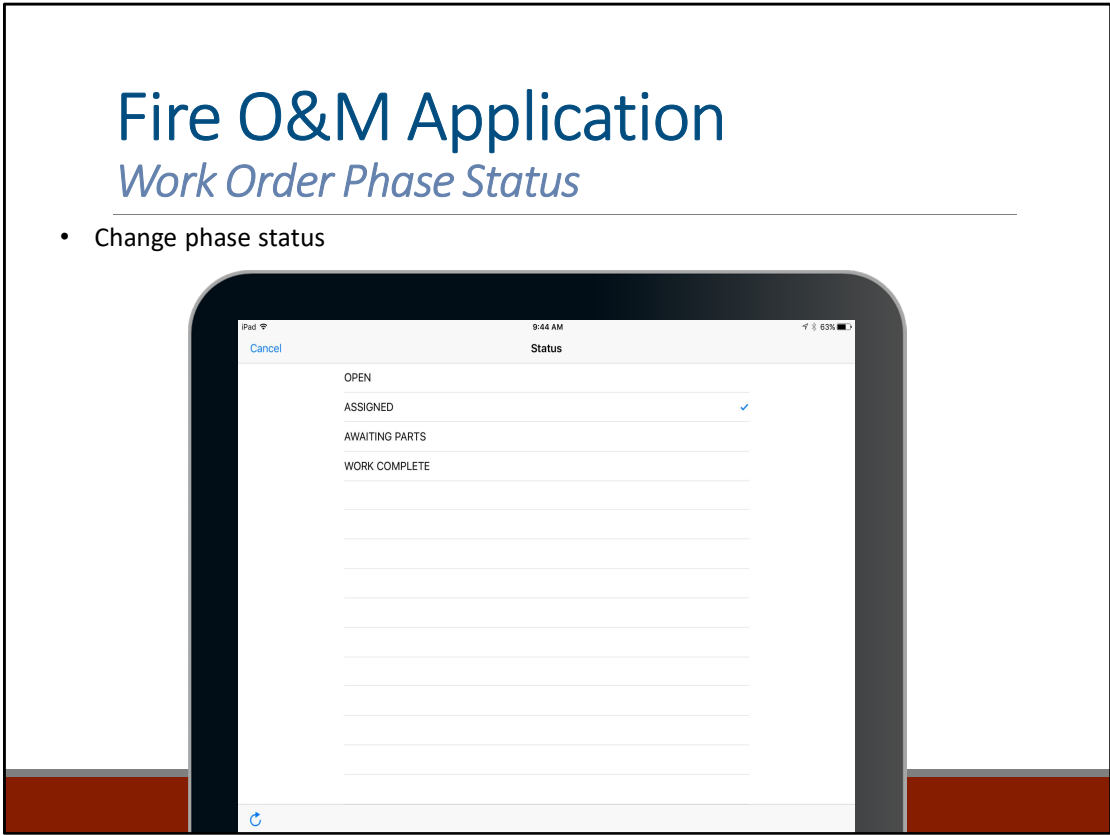 Fire O&M Application
Work Order Phase Status
• Change phase status
iPad 9:44 AM 63%
Cancel Status
OPEN
ASSIGNED
AWAITING PARTS
WORK COMPLETE